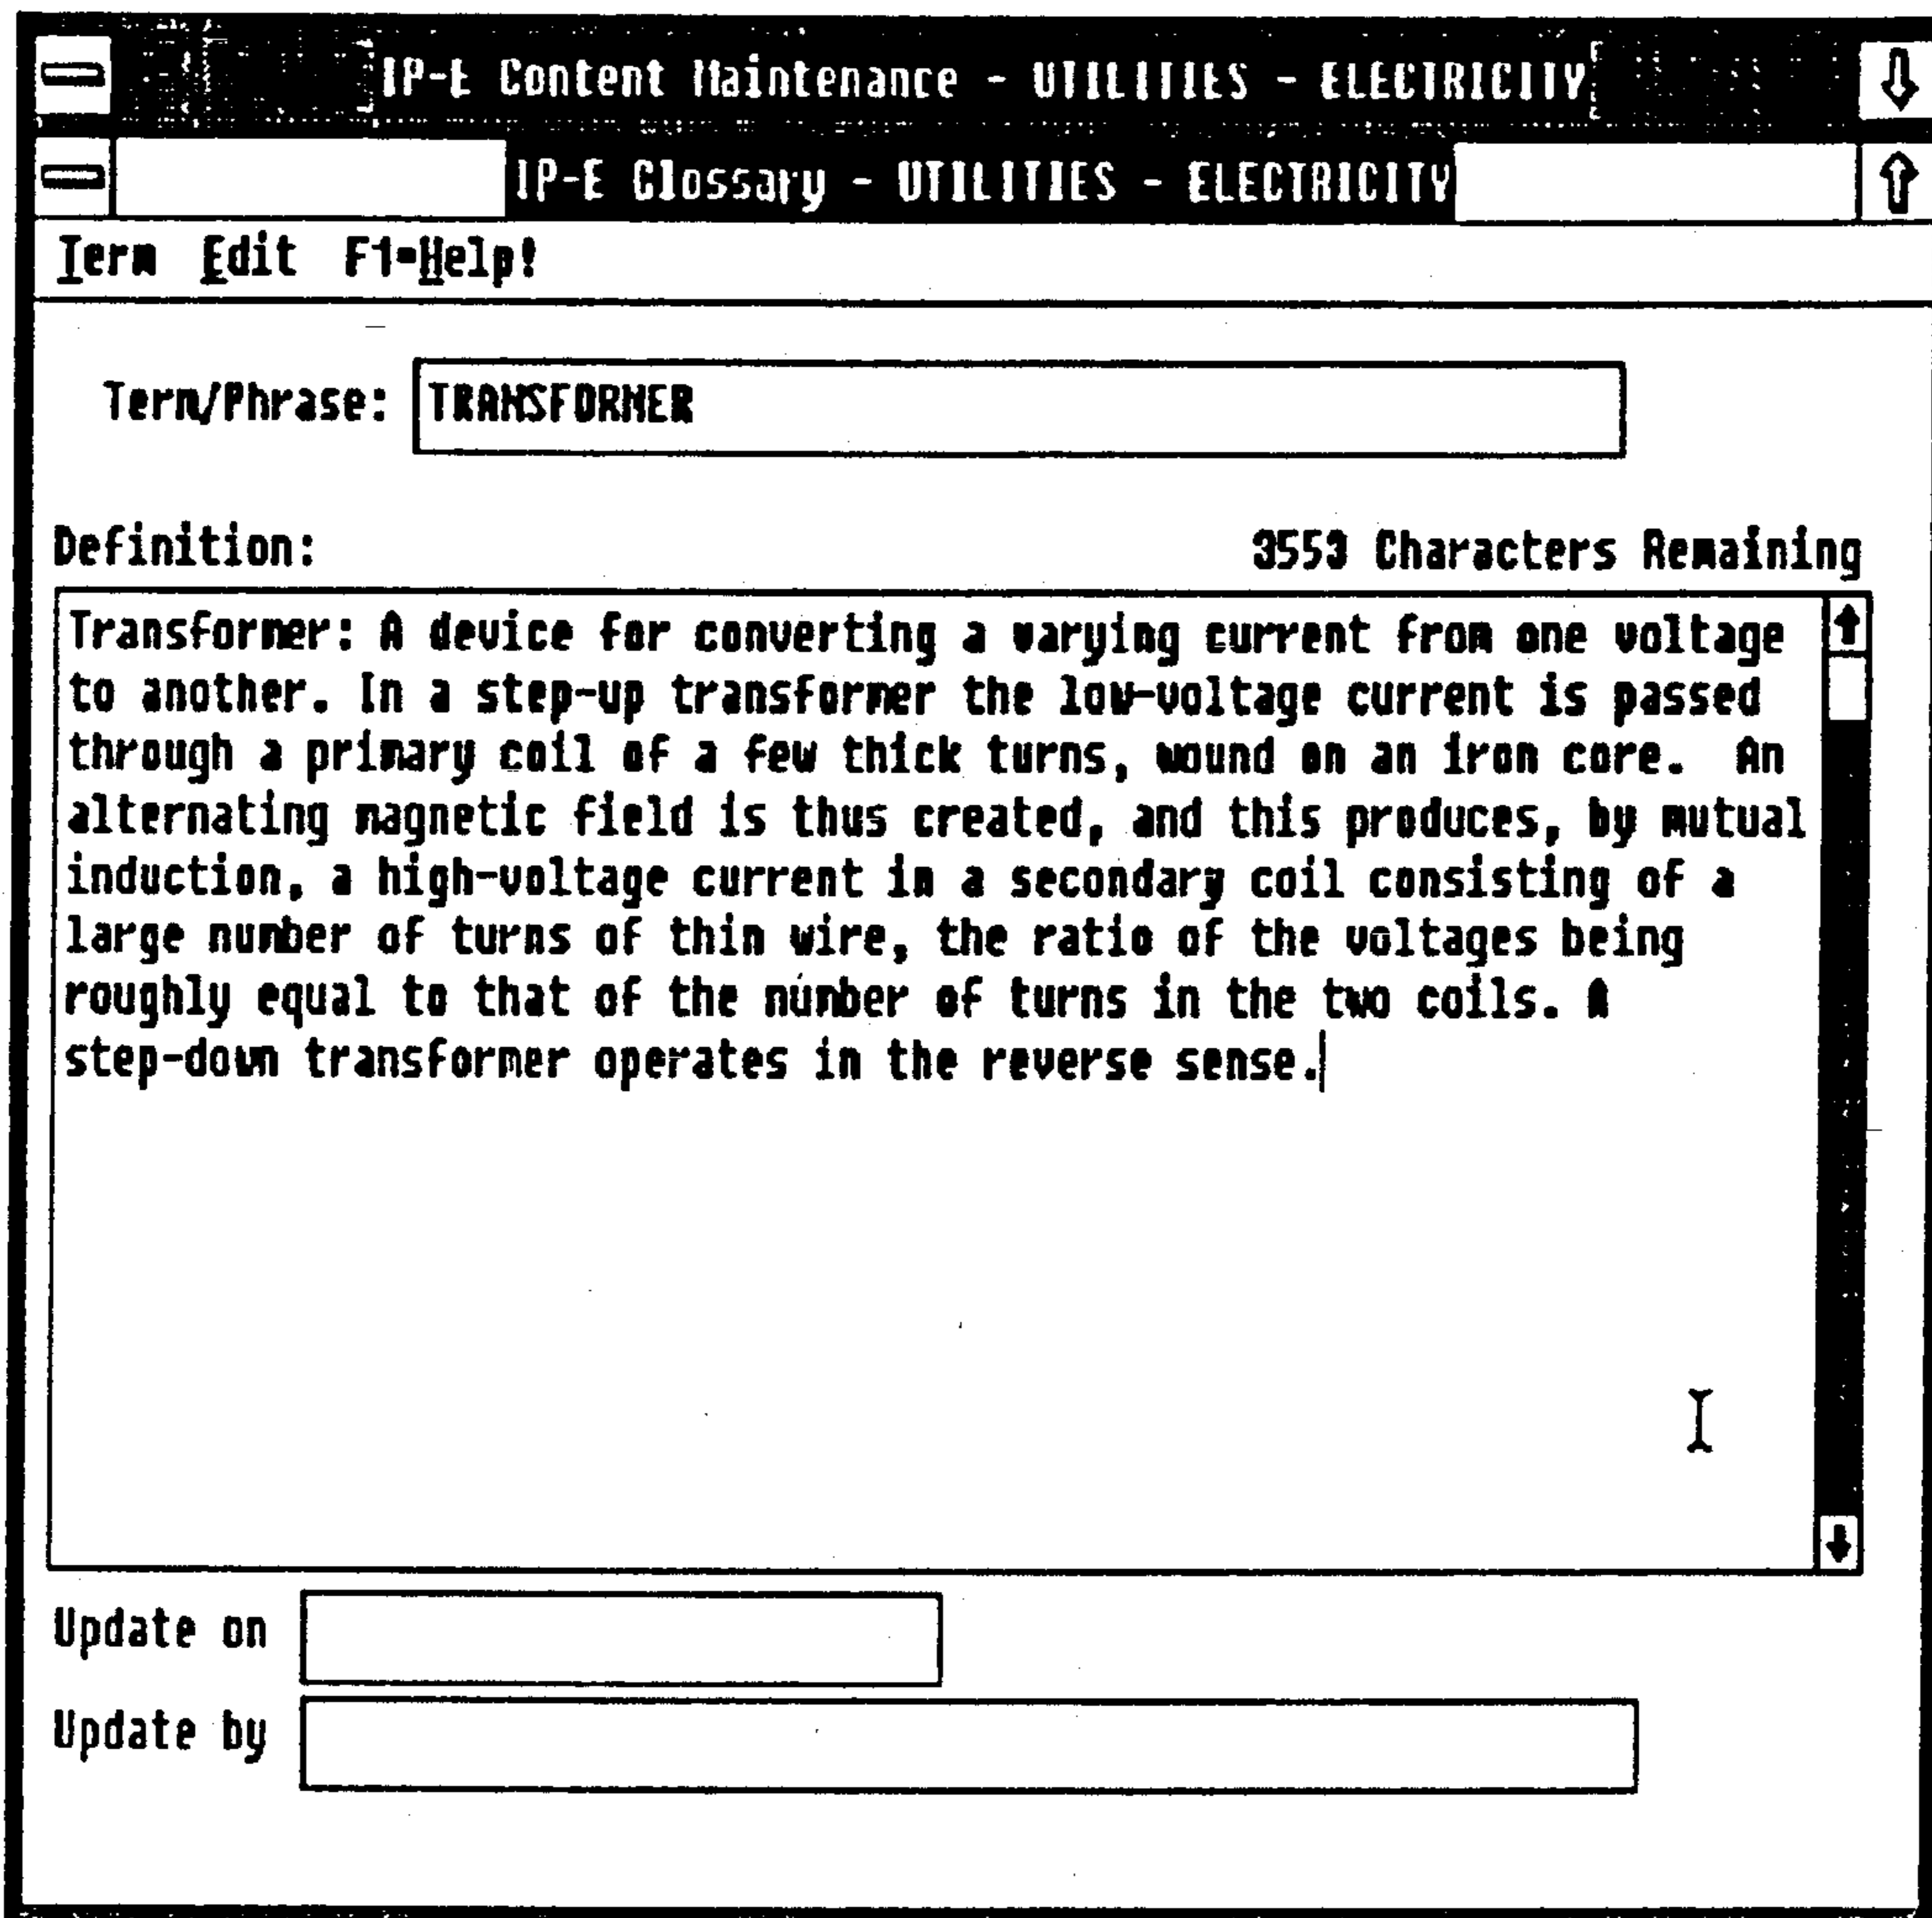 IP-E Content Maintenance - UTILITIES - ELECTRICITY
IP-E Glossary - UTILITIES - ELECTRICITY
Term Edit F1=Help!
Term/Phrase: TRANSFORMER
Definition: 3553 Characters Remaining
Transformer: A device for converting a varying current from one voltage
to another. In a step-up transformer the low-voltage current is passed
through a primary coil of a few thick turns, wound on an iron core.  An
alternating magnetic field is thus created, and this produces, by mutual
induction, a high-voltage current in a secondary coil consisting of a
large number of turns of thin wire, the ratio of the voltages being
roughly equal to that of the number of turns in the two coils. A
step-down transformer operates in the reverse sense.
Update on
Update by